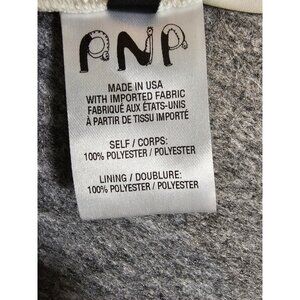 PNP
MADE IN USA
WITH IMPORTED FABRIC
FABRIQUÉ AUX ÉTATS-UNIS
À PARTIR DE TISSU IMPORTÉ
SELF / CORPS:
100% POLYESTER / POLYESTER
LINING / DOUBLURE:
100% POLYESTER / POLYESTER